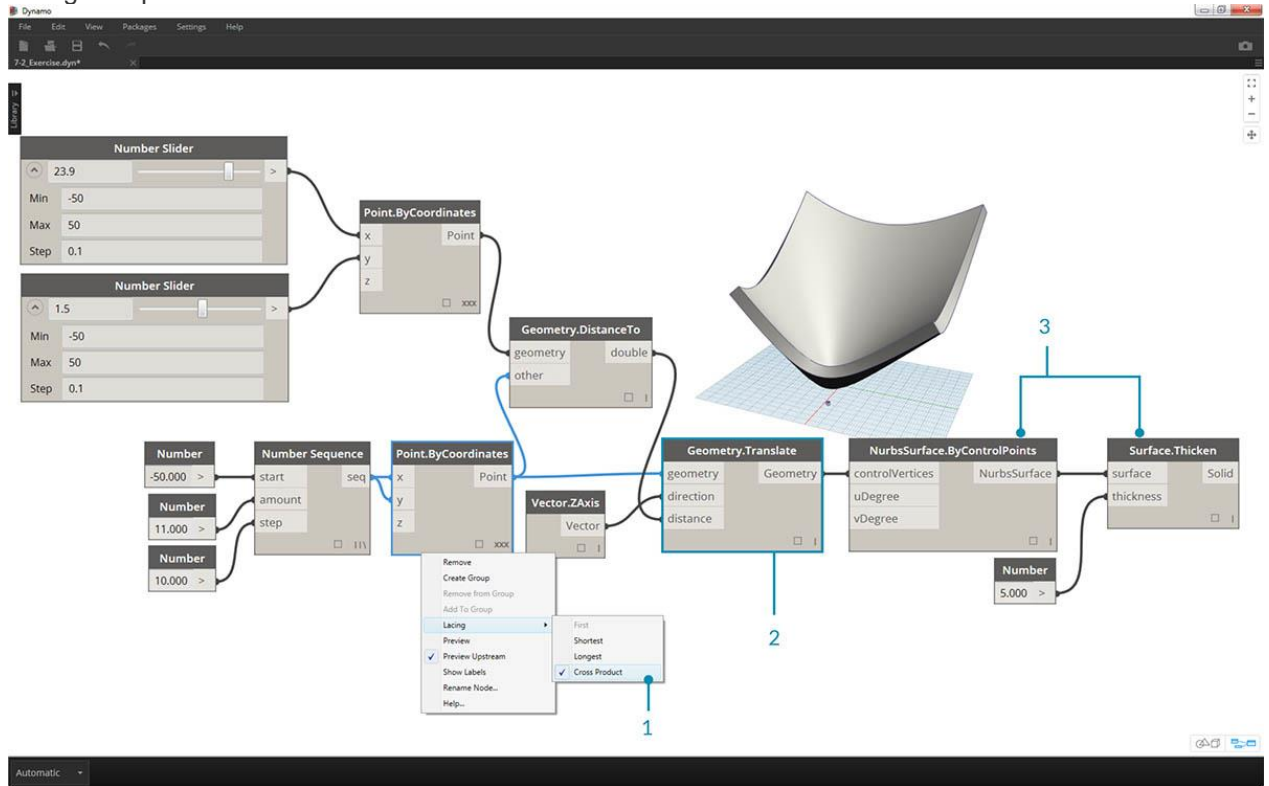 Dynamo
File Edit View Packages Settings Help
7-2_Exercise.dyn*
Library
Number Slider
23.9 >
Min -50
Max 50
Step 0.1
Number Slider
1.5 >
Min -50
Max 50
Step 0.1
Point.ByCoordinates
x Point
y
z
xxx
Geometry.DistanceTo
geometry double
other
|
3
Number
-50.000 >
Number
11.000 >
Number
10.000 >
Number Sequence
start seq
amount
step
||\
Point.ByCoordinates
x Point
y
z
xxx
Vector.ZAxis
Vector
|
Geometry.Translate
geometry Geometry
direction
distance
|
NurbsSurface.ByControlPoints
controlVertices NurbsSurface
uDegree
vDegree
|
Surface.Thicken
surface Solid
thickness
|
Number
5.000 >
Remove
Create Group
Remove from Group
Add To Group
Lacing
Preview
Preview Upstream
Show Labels
Rename Node...
Help...
First
Shortest
Longest
Cross Product
1
2
Automatic